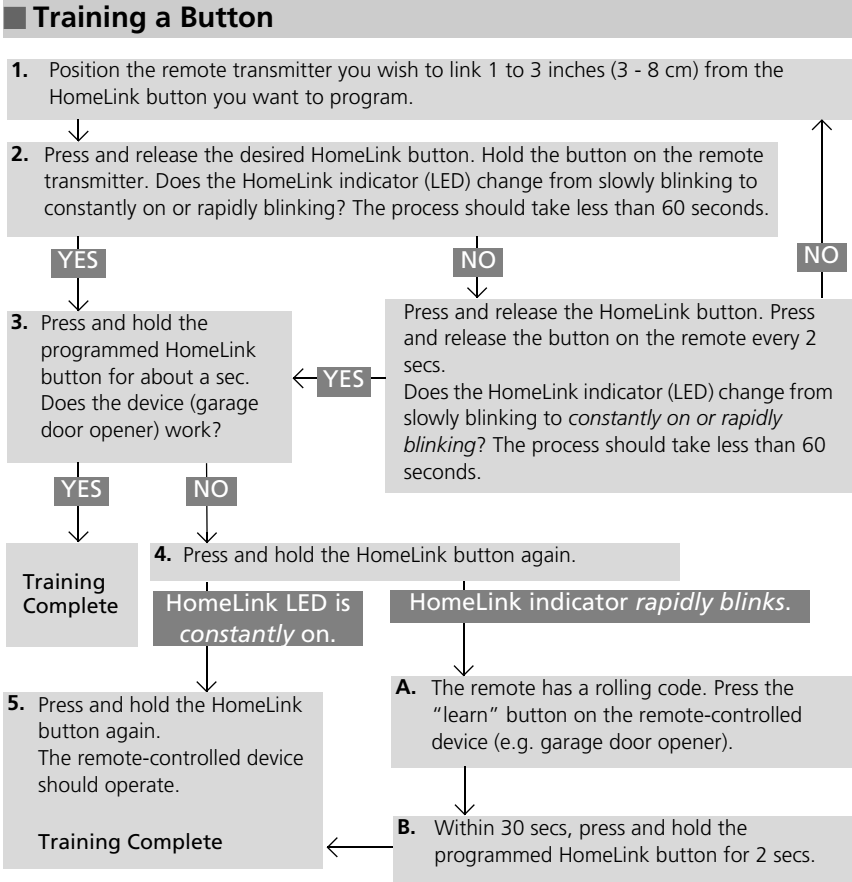 Training a Button
1. Position the remote transmitter you wish to link 1 to 3 inches (3 - 8 cm) from the
HomeLink button you want to program.
2. Press and release the desired HomeLink button. Hold the button on the remote
transmitter. Does the HomeLink indicator (LED) change from slowly blinking to
constantly on or rapidly blinking? The process should take less than 60 seconds.
YES
NO
NO
3. Press and hold the
programmed HomeLink
button for about a sec.
Does the device (garage
door opener) work?
YES
Press and release the HomeLink button. Press
and release the button on the remote every 2
secs.
Does the HomeLink indicator (LED) change from
slowly blinking to constantly on or rapidly
blinking? The process should take less than 60
seconds.
YES
NO
Training
Complete
4. Press and hold the HomeLink button again.
HomeLink LED is
constantly on.
HomeLink indicator rapidly blinks.
5. Press and hold the HomeLink
button again.
The remote-controlled device
should operate.
Training Complete
A. The remote has a rolling code. Press the
“learn” button on the remote-controlled
device (e.g. garage door opener).
B. Within 30 secs, press and hold the
programmed HomeLink button for 2 secs.